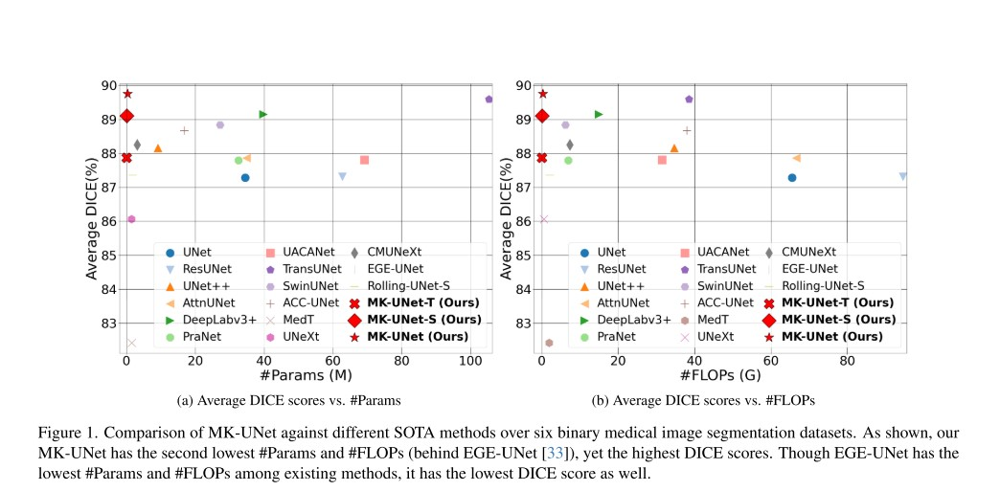 90
89
88
87
86
85
84
83
Average DICE(%)
0 20 40 60 80 100
#Params (M)
UNet
ResUNet
UNet++
AttnUNet
DeepLabv3+
PraNet
UACANet
TransUNet
SwinUNet
ACC-UNet
MedT
UNeXt
CMUNeXt
EGE-UNet
Rolling-UNet-S
MK-UNet-T (Ours)
MK-UNet-S (Ours)
MK-UNet (Ours)
(a) Average DICE scores vs. #Params
90
89
88
87
86
85
84
83
Average DICE(%)
0 20 40 60 80
#FLOPs (G)
UNet
ResUNet
UNet++
AttnUNet
DeepLabv3+
PraNet
UACANet
TransUNet
SwinUNet
ACC-UNet
MedT
UNeXt
CMUNeXt
EGE-UNet
Rolling-UNet-S
MK-UNet-T (Ours)
MK-UNet-S (Ours)
MK-UNet (Ours)
(b) Average DICE scores vs. #FLOPs
Figure 1. Comparison of MK-UNet against different SOTA methods over six binary medical image segmentation datasets. As shown, our
MK-UNet has the second lowest #Params and #FLOPs (behind EGE-UNet [33]), yet the highest DICE scores. Though EGE-UNet has the
lowest #Params and #FLOPs among existing methods, it has the lowest DICE score as well.